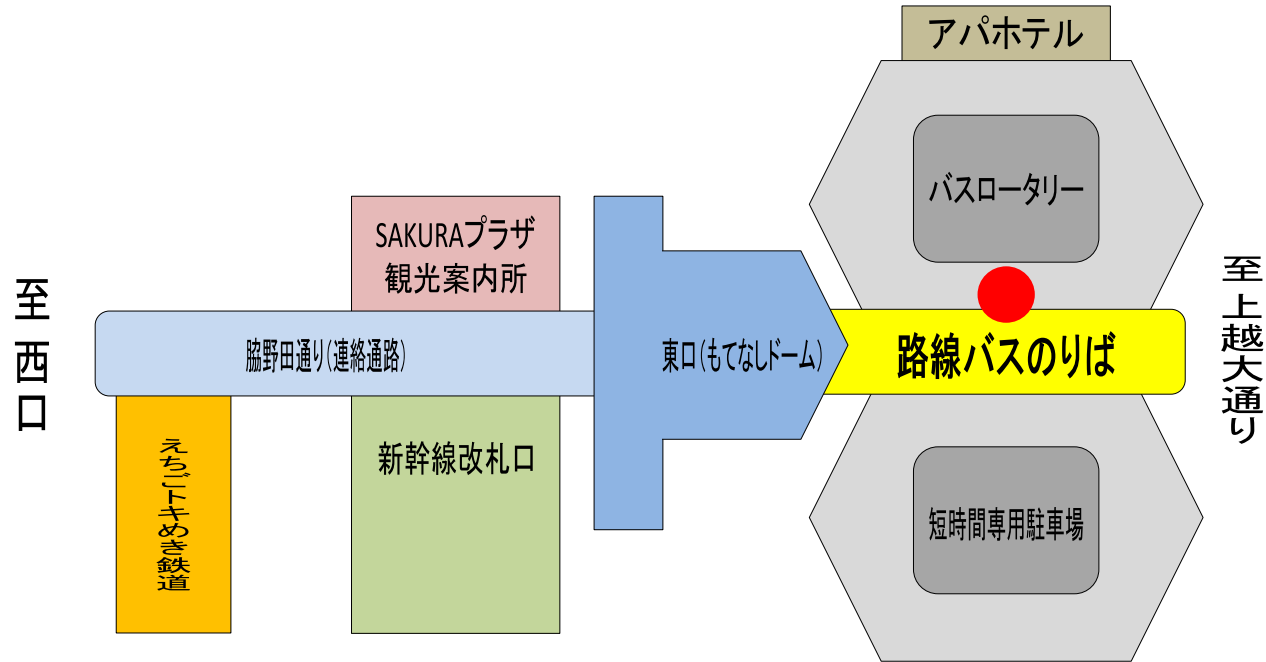 アパホテル
バスロータリー
SAKURAプラザ
観光案内所
至 西口
脇野田通り（連絡通路）
東口（もてなしドーム）
路線バスのりば
至 上越大通り
えちごトキめき鉄道
新幹線改札口
短時間専用駐車場